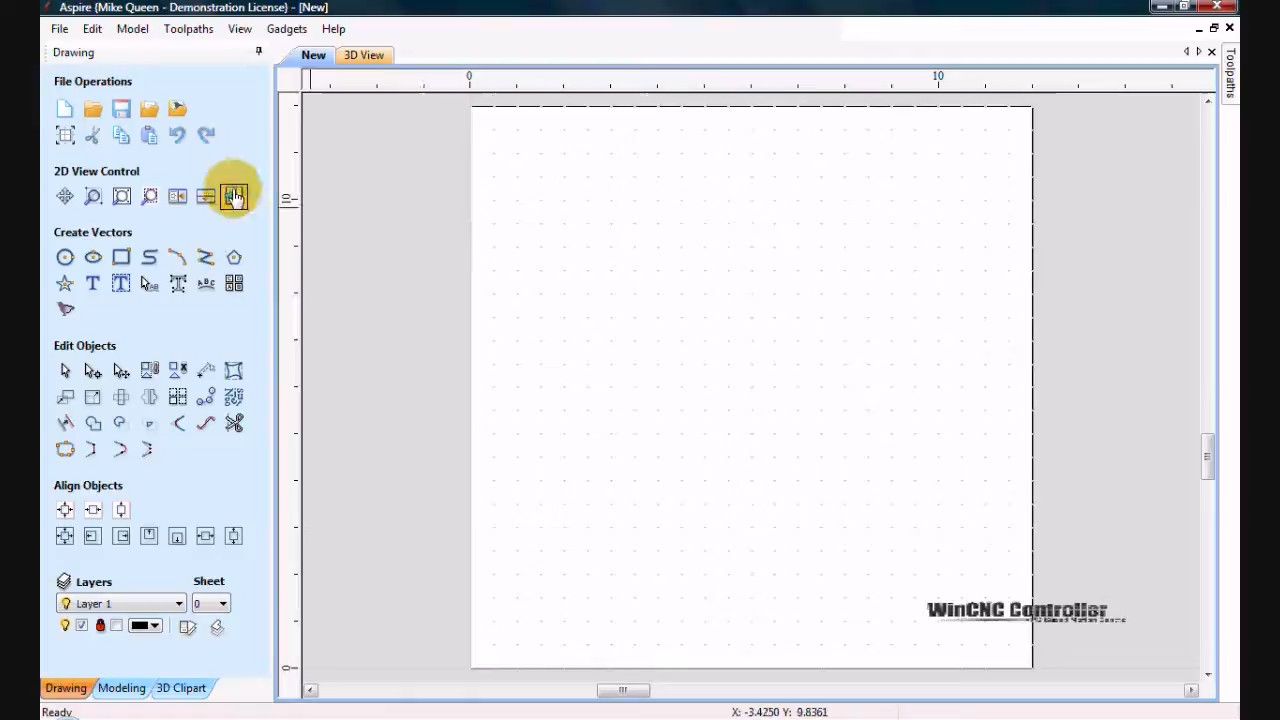 Aspire {Mike Queen - Demonstration License} - [New]
File Edit Model Toolpaths View Gadgets Help
Drawing
New
3D View
Toolpaths
File Operations
0
10
2D View Control
10
Create Vectors
Edit Objects
Align Objects
Layers
Sheet
Layer 1
0
WinCNC Controller
0
Drawing
Modeling
3D Clipart
Ready
X: -3.4250 Y: 9.8361